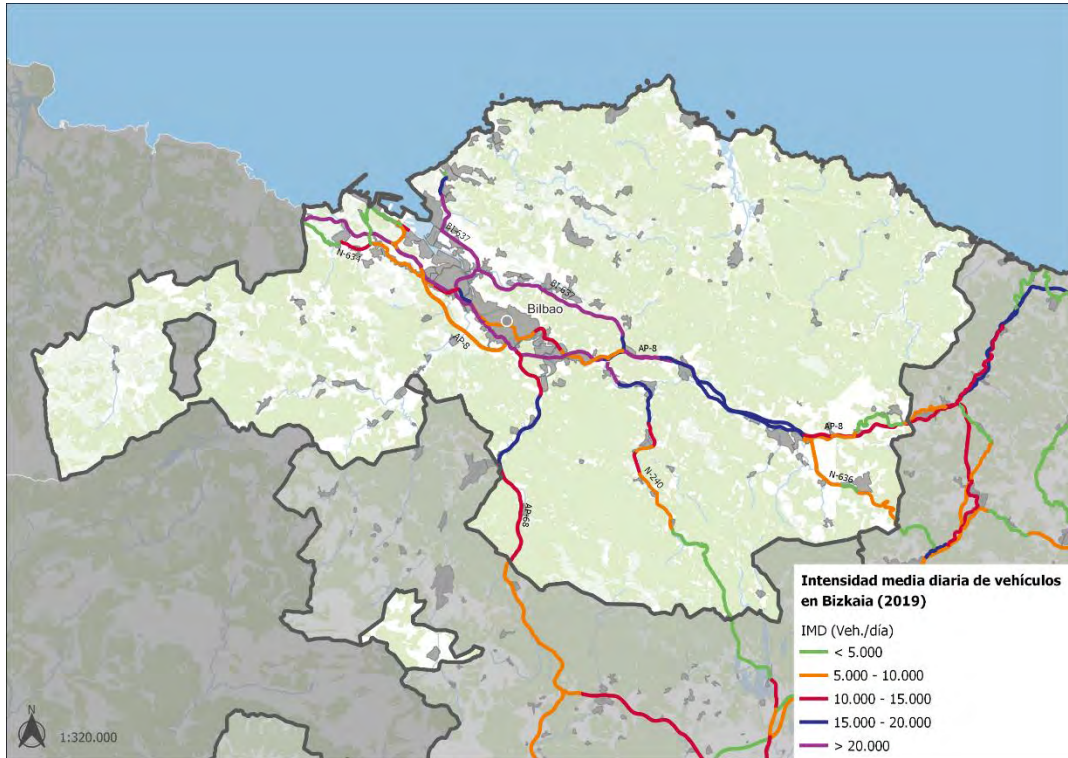 BI-637
N-634
BI-637
Bilbao
AP-8
AP-8
AP-8
N-636
N-240
AP-68
Intensidad media diaria de vehículos
en Bizkaia (2019)
IMD (Veh./día)
< 5.000
5.000 - 10.000
10.000 - 15.000
15.000 - 20.000
> 20.000
N
1:320.000